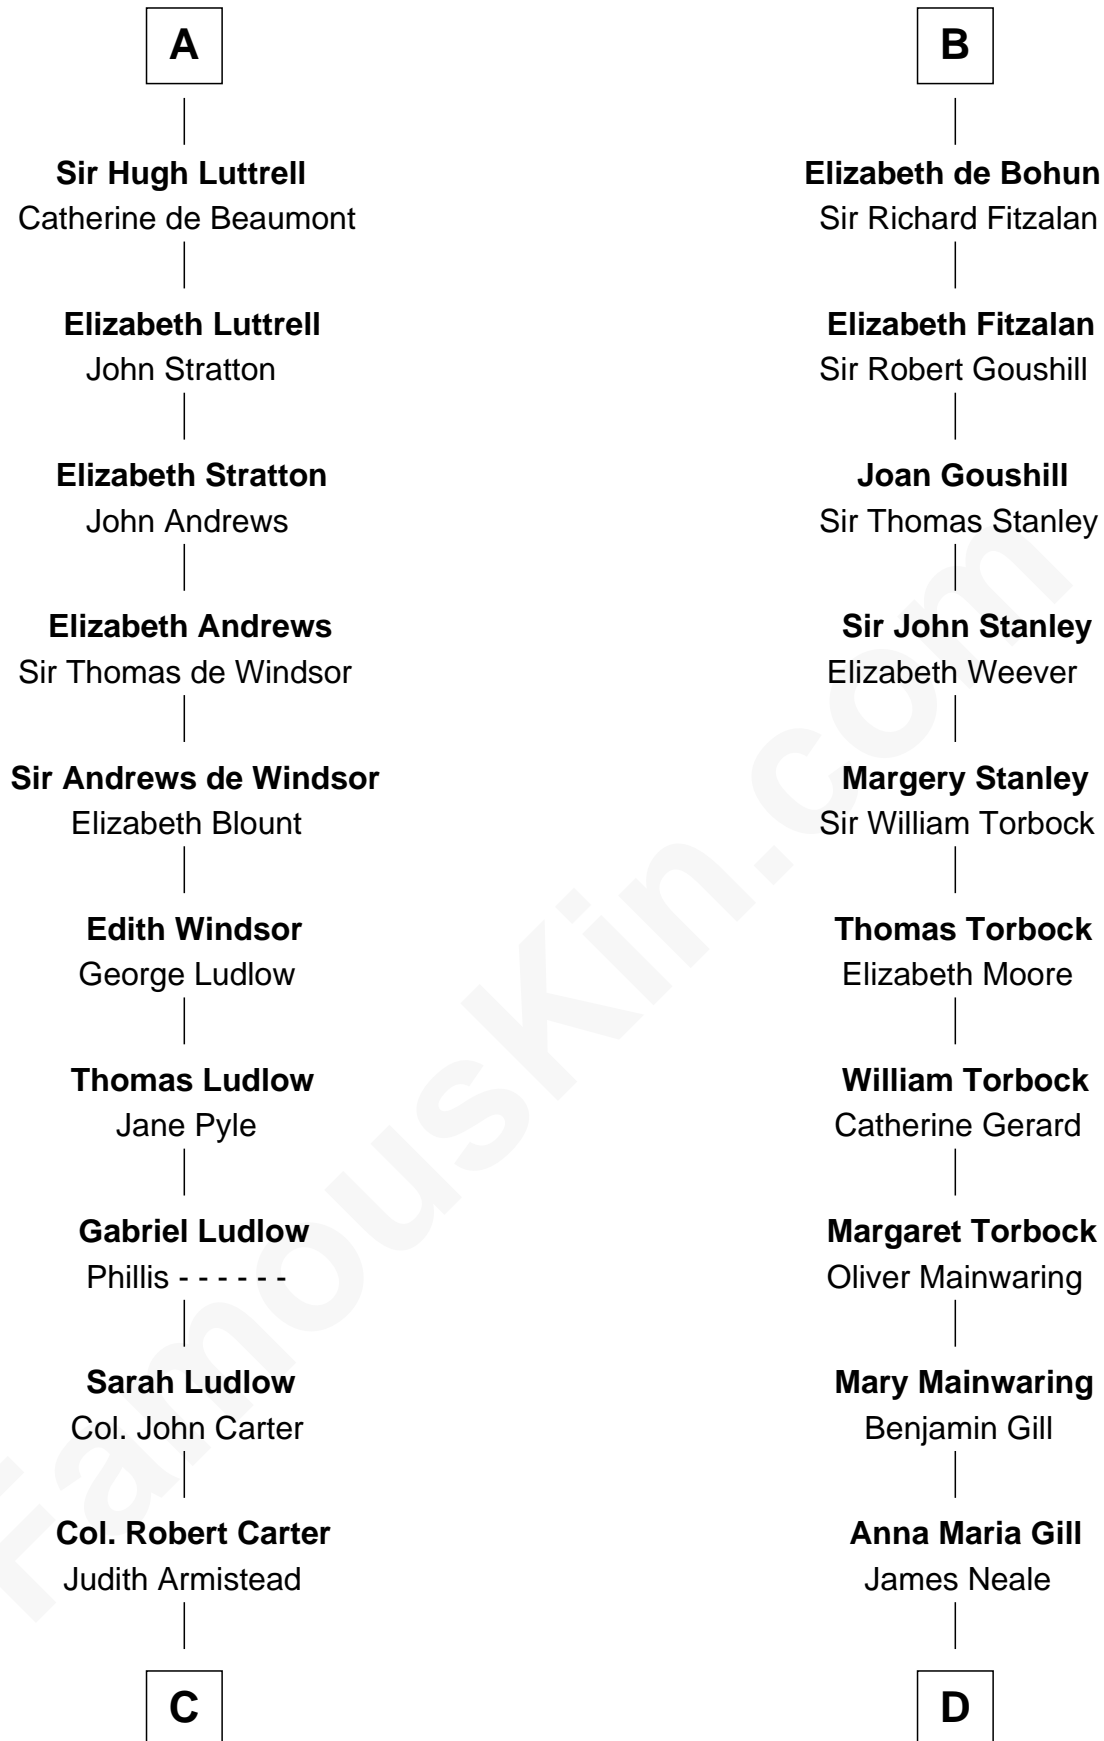 A
Sir Hugh Luttrell
Catherine de Beaumont
Elizabeth Luttrell
John Stratton
Elizabeth Stratton
John Andrews
Elizabeth Andrews
Sir Thomas de Windsor
Sir Andrews de Windsor
Elizabeth Blount
Edith Windsor
George Ludlow
Thomas Ludlow
Jane Pyle
Gabriel Ludlow
Phillis - - - - - -
Sarah Ludlow
Col. John Carter
Col. Robert Carter
Judith Armistead
C
B
Elizabeth de Bohun
Sir Richard Fitzalan
Elizabeth Fitzalan
Sir Robert Goushill
Joan Goushill
Sir Thomas Stanley
Sir John Stanley
Elizabeth Weever
Margery Stanley
Sir William Torbock
Thomas Torbock
Elizabeth Moore
William Torbock
Catherine Gerard
Margaret Torbock
Oliver Mainwaring
Mary Mainwaring
Benjamin Gill
Anna Maria Gill
James Neale
D
FamousKin.com